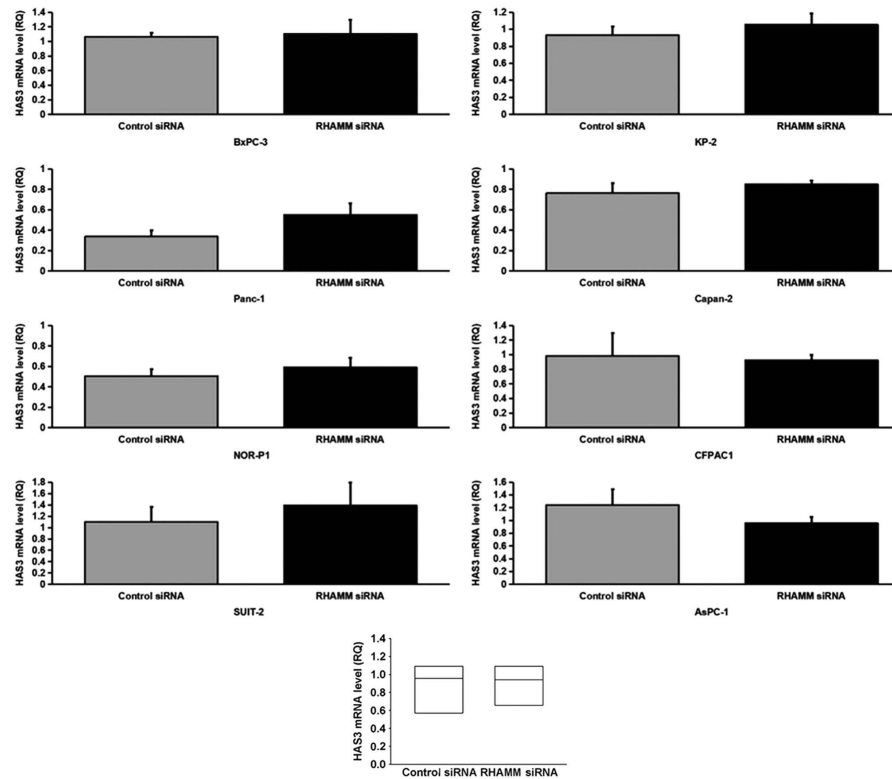 HAS3 mRNA level (RQ)
1.4
1.2
1
0.8
0.6
0.4
0.2
0
Control siRNA RHAMM siRNA
BxPC-3
HAS3 mRNA level (RQ)
1.2
1
0.8
0.6
0.4
0.2
0
Control siRNA RHAMM siRNA
KP-2
HAS3 mRNA level (RQ)
1
0.8
0.6
0.4
0.2
0
Control siRNA RHAMM siRNA
Panc-1
HAS3 mRNA level (RQ)
1
0.8
0.6
0.4
0.2
0
Control siRNA RHAMM siRNA
Capan-2
HAS3 mRNA level (RQ)
1
0.8
0.6
0.4
0.2
0
Control siRNA RHAMM siRNA
NOR-P1
HAS3 mRNA level (RQ)
1.4
1.2
1
0.8
0.6
0.4
0.2
0
Control siRNA RHAMM siRNA
CFPAC1
HAS3 mRNA level (RQ)
1.8
1.6
1.4
1.2
1
0.8
0.6
0.4
0.2
0
Control siRNA RHAMM siRNA
SUIT-2
HAS3 mRNA level (RQ)
1.6
1.4
1.2
1
0.8
0.6
0.4
0.2
0
Control siRNA RHAMM siRNA
AsPC-1
HAS3 mRNA level (RQ)
1.4
1.2
1.0
0.8
0.6
0.4
0.2
0.0
Control siRNA RHAMM siRNA